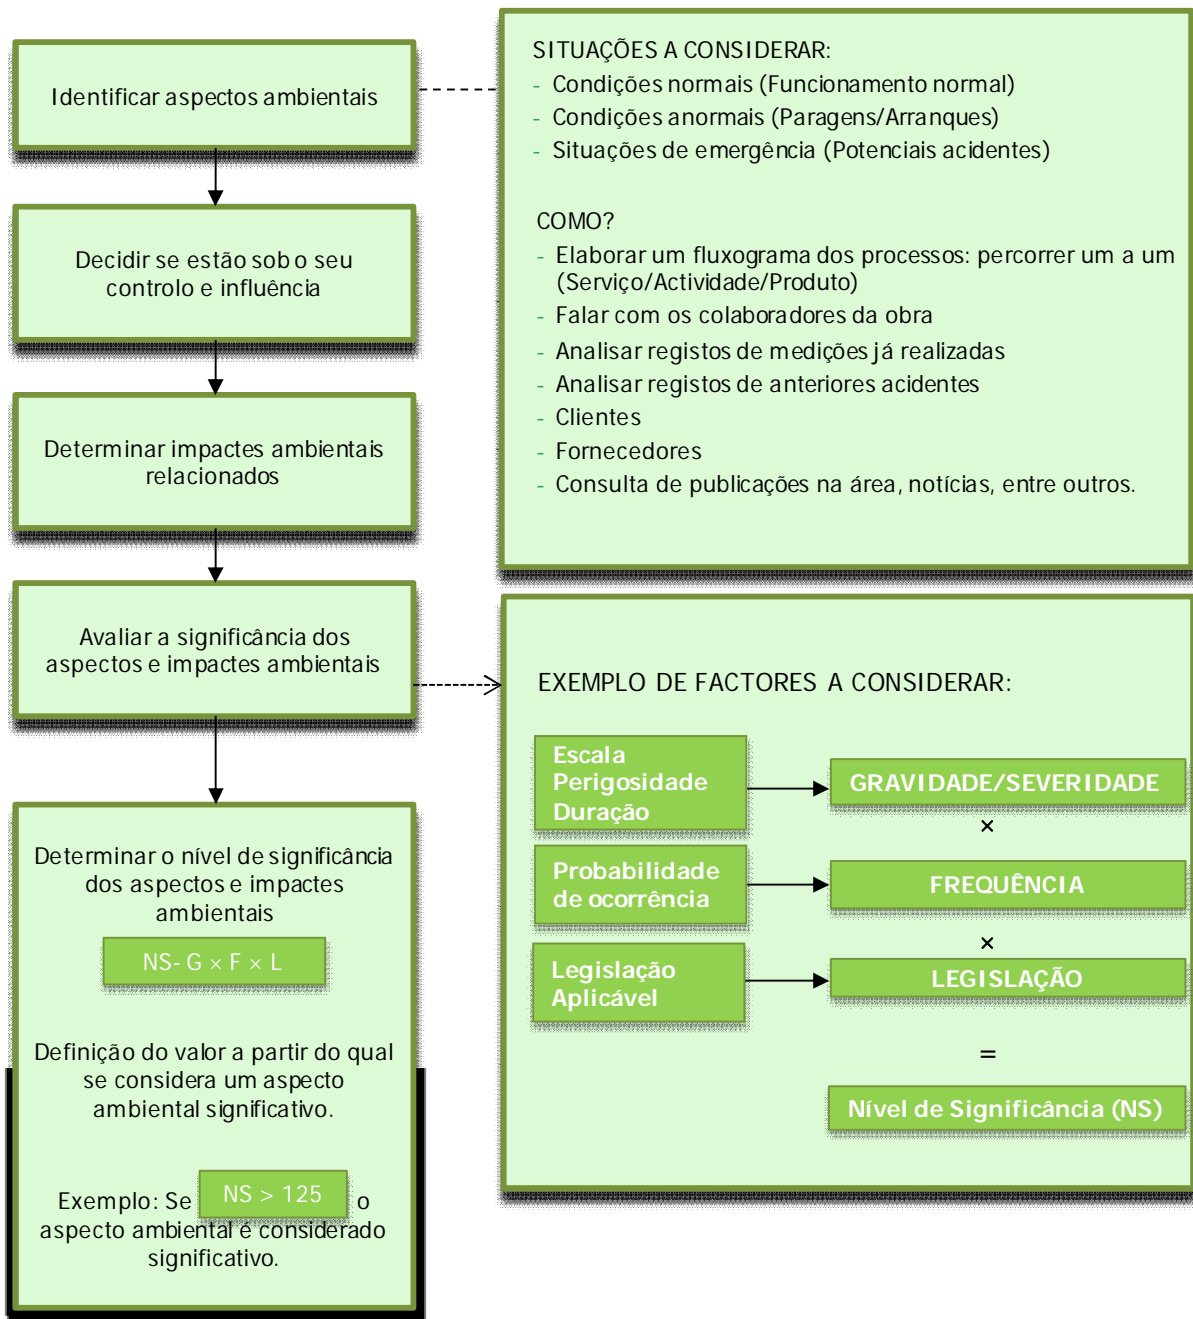 Identificar aspectos ambientais
Decidir se estão sob o seu
controlo e influência
Determinar impactes ambientais
relacionados
Avaliar a significância dos
aspectos e impactes ambientais
Determinar o nível de significância
dos aspectos e impactes
ambientais
NS- G × F × L
Definição do valor a partir do qual
se considera um aspecto
ambiental significativo.
Exemplo: Se NS > 125 o
aspecto ambiental é considerado
significativo.
SITUAÇÕES A CONSIDERAR:
- Condições normais (Funcionamento normal)
- Condições anormais (Paragens/Arranques)
- Situações de emergência (Potenciais acidentes)
COMO?
- Elaborar um fluxograma dos processos: percorrer um a um
(Serviço/Actividade/Produto)
- Falar com os colaboradores da obra
- Analisar registos de medições já realizadas
- Analisar registos de anteriores acidentes
- Clientes
- Fornecedores
- Consulta de publicações na área, notícias, entre outros.
EXEMPLO DE FACTORES A CONSIDERAR:
Escala
Perigosidade
Duração
GRAVIDADE/SEVERIDADE
×
Probabilidade
de ocorrência
FREQUÊNCIA
×
Legislação
Aplicável
LEGISLAÇÃO
=
Nível de Significância (NS)